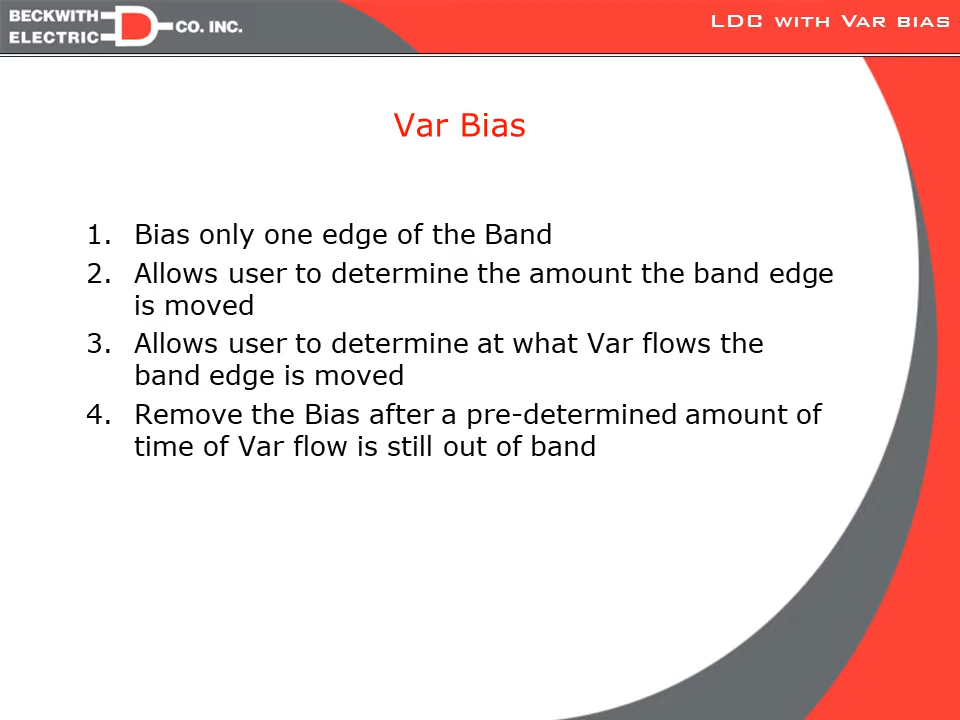 BECKWITH
ELECTRIC CO. INC.
LDC with Var bias
Var Bias
1. Bias only one edge of the Band
2. Allows user to determine the amount the band edge
is moved
3. Allows user to determine at what Var flows the
band edge is moved
4. Remove the Bias after a pre-determined amount of
time of Var flow is still out of band